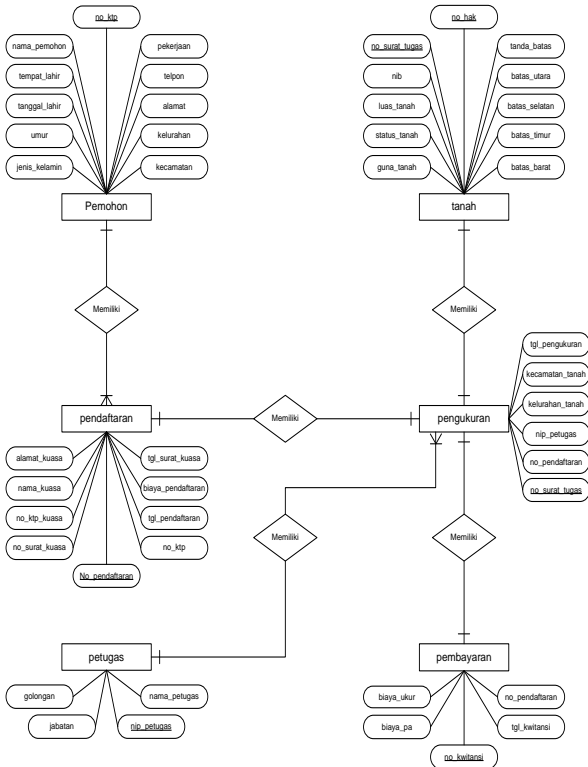 no_ktp
nama_pemohon
pekerjaan
tempat_lahir
telpon
tanggal_lahir
alamat
umur
kelurahan
jenis_kelamin
kecamatan
Pemohon
no_hak
no_surat_tugas
tanda_batas
nib
batas_utara
luas_tanah
batas_selatan
status_tanah
batas_timur
guna_tanah
batas_barat
tanah
Memiliki
Memiliki
tgl_pengukuran
kecamatan_tanah
kelurahan_tanah
nip_petugas
no_pendaftaran
no_surat_tugas
pendaftaran
Memiliki
pengukuran
alamat_kuasa
tgl_surat_kuasa
nama_kuasa
biaya_pendaftaran
no_ktp_kuasa
tgl_pendaftaran
no_surat_kuasa
no_ktp
No_pendaftaran
Memiliki
Memiliki
petugas
golongan
nama_petugas
jabatan
nip_petugas
pembayaran
biaya_ukur
no_pendaftaran
biaya_pa
tgl_kwitansi
no_kwitansi